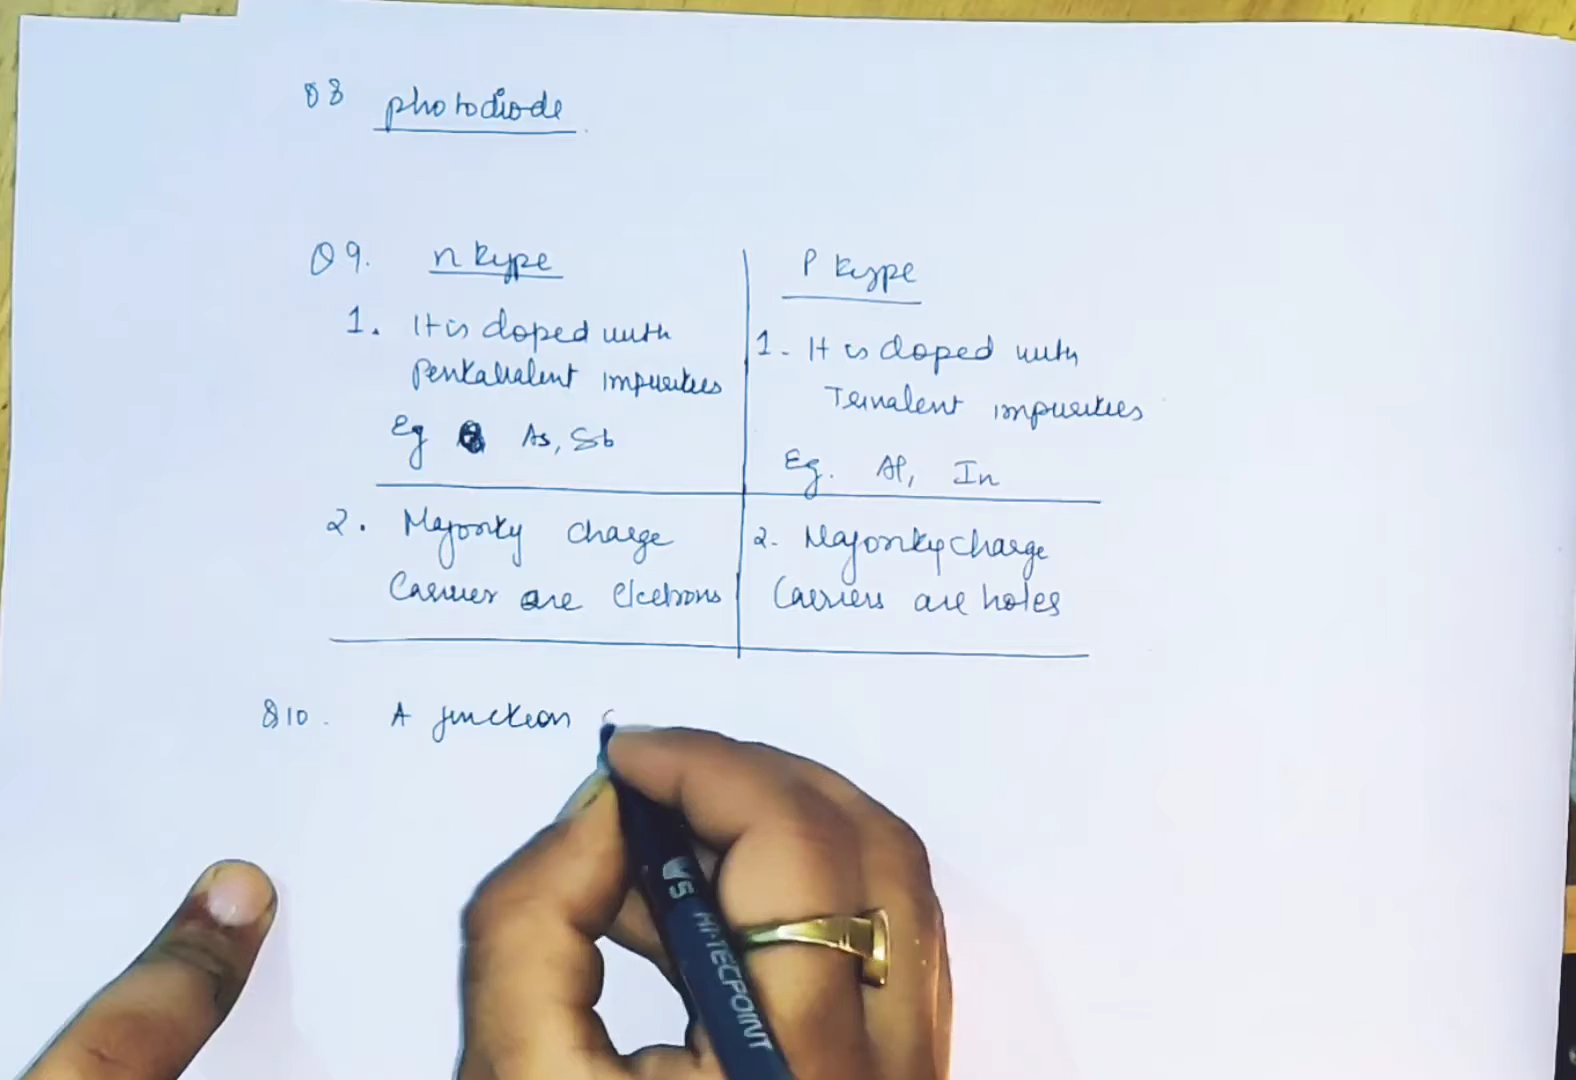 Q8 photodiode
Q9. n type
1. It is doped with
Pentavalent impurities
Eg As, Sb
2. Majority charge
Carrier are electrons
P type
1. It is doped with
Trivalent impurities
Eg. Al, In
2. Majority charge
Carriers are holes
Q10. A junction
V5 HI-TECPOINT